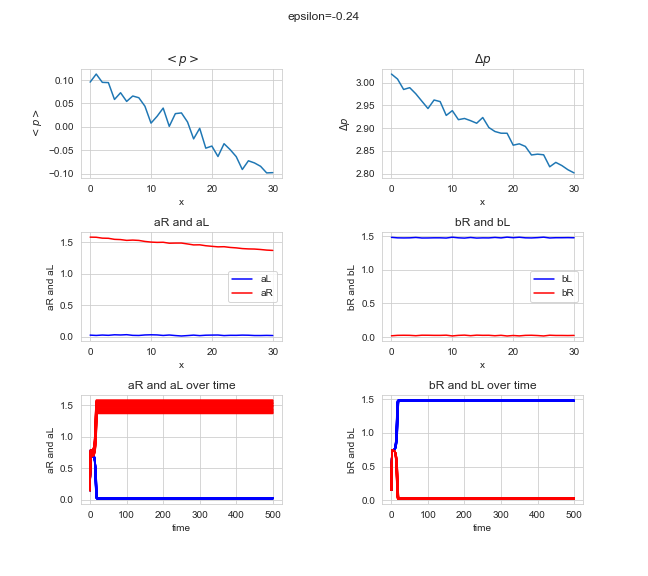 epsilon=-0.24
<p>
Δp
0.10
0.05
0.00
−0.05
−0.10
<p>
0
10
20
30
x
3.00
2.95
2.90
2.85
2.80
Δp
0
10
20
30
x
aR and aL
bR and bL
1.5
1.0
0.5
0.0
aR and aL
aL
aR
0
10
20
30
x
1.5
1.0
0.5
0.0
bR and bL
bL
bR
0
10
20
30
x
aR and aL over time
bR and bL over time
1.5
1.0
0.5
0.0
aR and aL
0
100
200
300
400
500
time
1.5
1.0
0.5
0.0
bR and bL
0
100
200
300
400
500
time